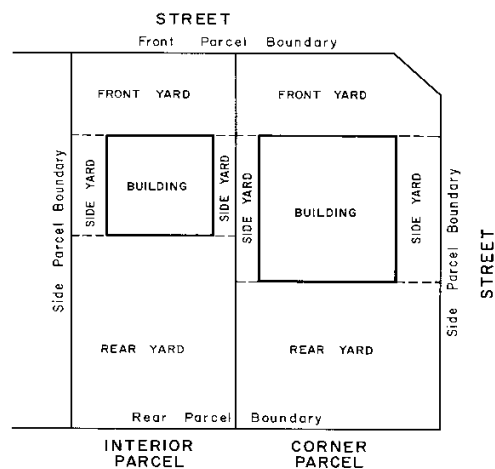 STREET
Front Parcel Boundary
FRONT YARD
FRONT YARD
Side Parcel Boundary
SIDE YARD
BUILDING
SIDE YARD
SIDE YARD
BUILDING
SIDE YARD
Side Parcel Boundary
STREET
REAR YARD
REAR YARD
Rear Parcel Boundary
INTERIOR
PARCEL
CORNER
PARCEL